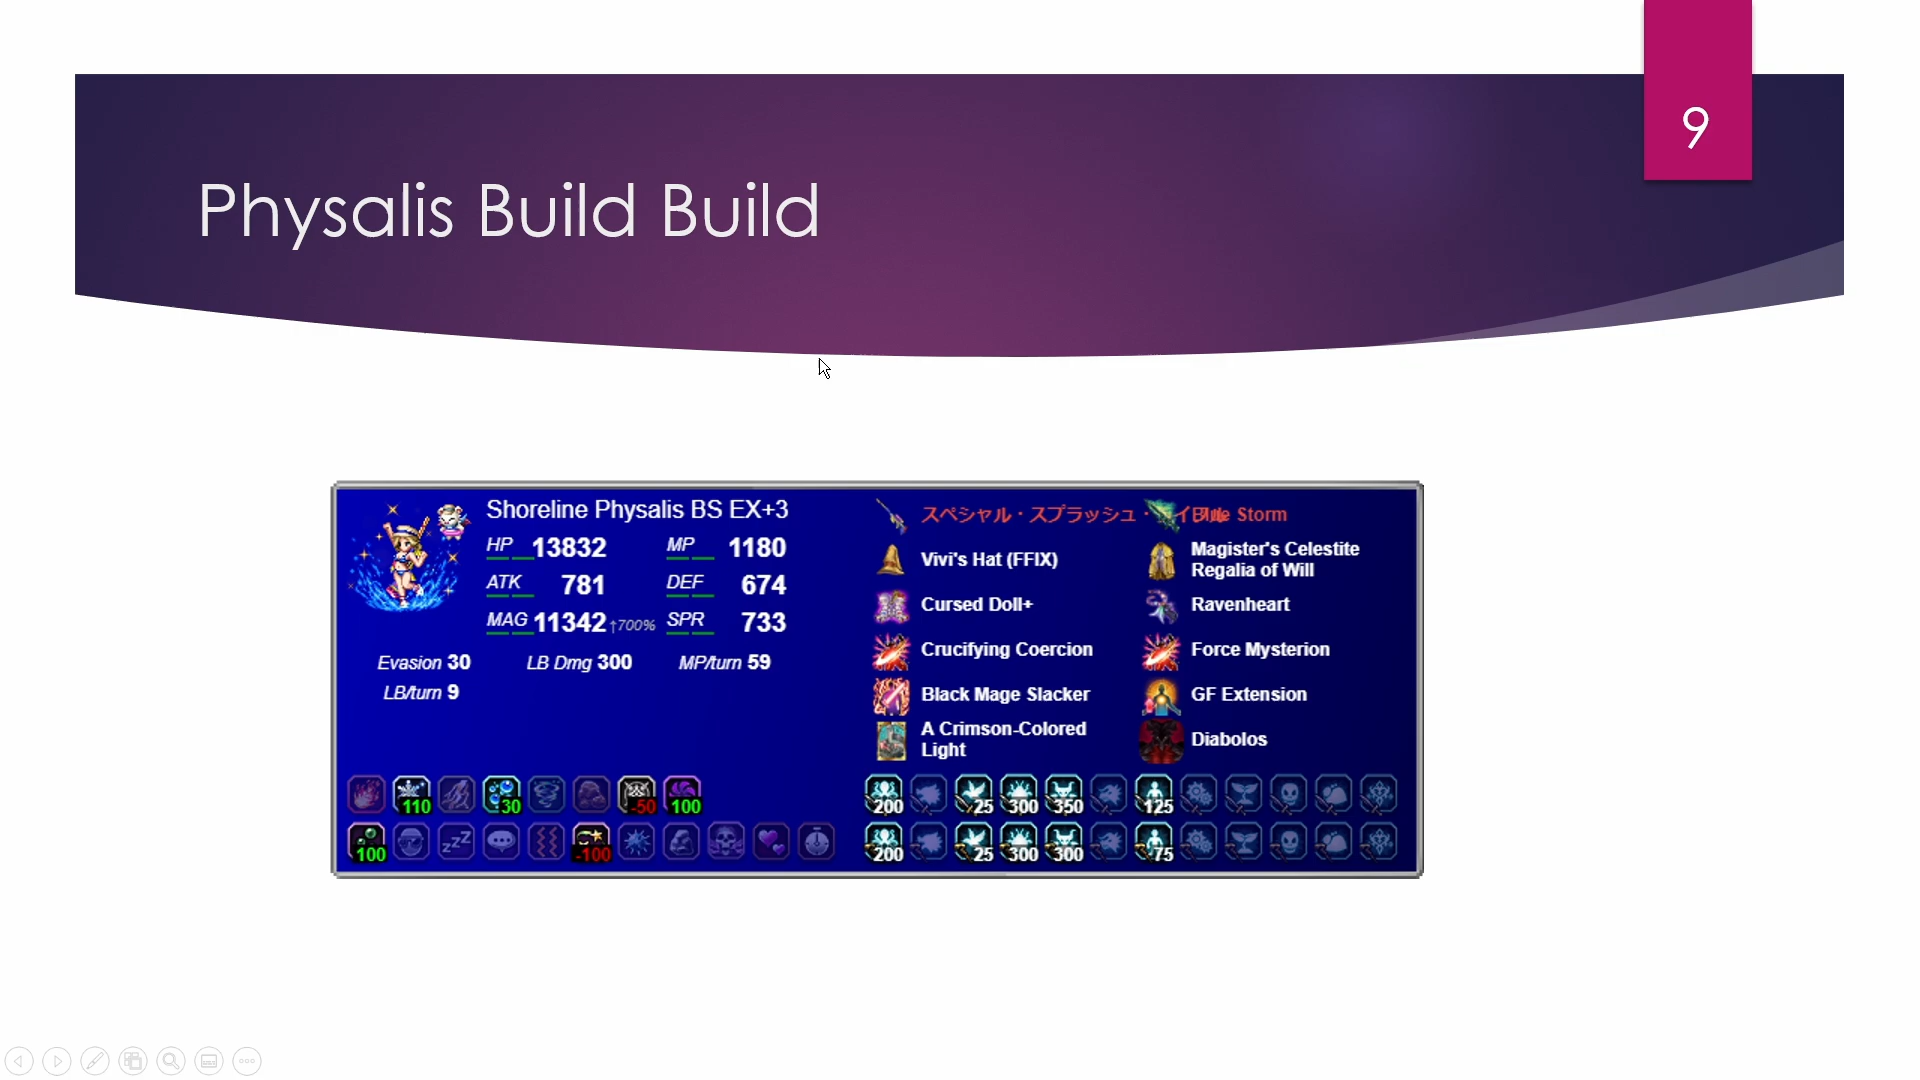 9
Physalis Build Build
Shoreline Physalis BS EX+3
HP 13832 MP 1180
ATK 781 DEF 674
MAG 11342 ↑700% SPR 733
Evasion 30 LB Dmg 300 MP/turn 59
LB/turn 9
スペシャル・スプラッシュ・ Storm
Vivi's Hat (FFIX)
Magister's Celestite
Regalia of Will
Cursed Doll+
Ravenheart
Crucifying Coercion
Force Mysterion
Black Mage Slacker
GF Extension
A Crimson-Colored
Light
Diabolos
110 30 -50 100
100 -100
200 25 300 350 125
200 25 300 300 75
zZZ